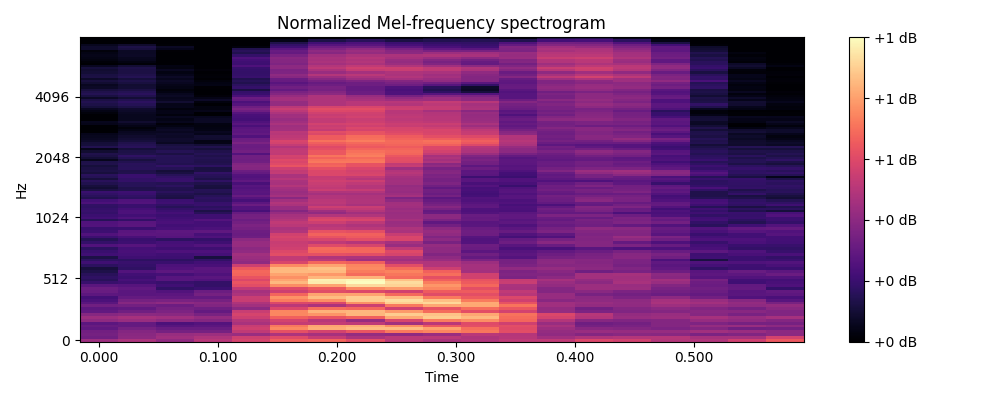 Normalized Mel-frequency spectrogram
Hz
4096
2048
1024
512
0
0.000 0.100 0.200 0.300 0.400 0.500
Time
+1 dB
+1 dB
+1 dB
+0 dB
+0 dB
+0 dB